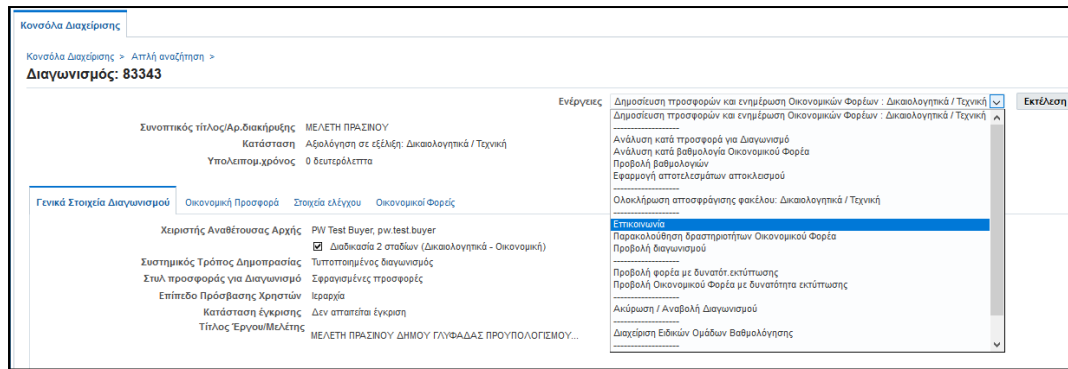 Κονσόλα Διαχείρισης
Κονσόλα Διαχείρισης > Απλή αναζήτηση >
Διαγωνισμός: 83343
Ενέργειες Δημοσίευση προσφορών και ενημέρωση Οικονομικών Φορέων : Δικαιολογητικά / Τεχνική Εκτέλεση
Δημοσίευση προσφορών και ενημέρωση Οικονομικών Φορέων : Δικαιολογητικά / Τεχνική
--------------------
Ανάλυση κατά προσφορά για Διαγωνισμό
Ανάλυση κατά βαθμολογία Οικονομικού Φορέα
Προβολή βαθμολογιών
Εφαρμογή αποτελεσμάτων αποκλεισμού
--------------------
Ολοκλήρωση αποσφράγισης φακέλου: Δικαιολογητικά / Τεχνική
--------------------
Επικοινωνία
Παρακολούθηση δραστηριοτήτων Οικονομικού Φορέα
Προβολή διαγωνισμού
--------------------
Προβολή φορέα με δυνατότ.εκτύπωσης
Προβολή Οικονομικού Φορέα με δυνατότητα εκτύπωσης
--------------------
Ακύρωση / Αναβολή Διαγωνισμού
--------------------
Διαχείριση Ειδικών Ομάδων Βαθμολόγησης
--------------------
Συνοπτικός τίτλος/Αρ.διακήρυξης ΜΕΛΕΤΗ ΠΡΑΣΙΝΟΥ
Κατάσταση Αξιολόγηση σε εξέλιξη: Δικαιολογητικά / Τεχνική
Υπολειπομ.χρόνος 0 δευτερόλεπτα
Γενικά Στοιχεία Διαγωνισμού Οικονομική Προσφορά Στοιχεία ελέγχου Οικονομικοί Φορείς
Χειριστής Αναθέτουσας Αρχής PW Test Buyer, pw.test.buyer
Διαδικασία 2 σταδίων (Δικαιολογητικά - Οικονομική)
Συστημικός Τρόπος Δημοπρασίας Τυποποιημένος διαγωνισμός
Στυλ προσφοράς για Διαγωνισμό Σφραγισμένες προσφορές
Επίπεδο Πρόσβασης Χρηστών Ιεραρχία
Κατάσταση έγκρισης Δεν απαιτείται έγκριση
Τίτλος Έργου/Μελέτης ΜΕΛΕΤΗ ΠΡΑΣΙΝΟΥ ΔΗΜΟΥ ΓΛΥΦΑΔΑΣ ΠΡΟΥΠΟΛΟΓΙΣΜΟΥ...